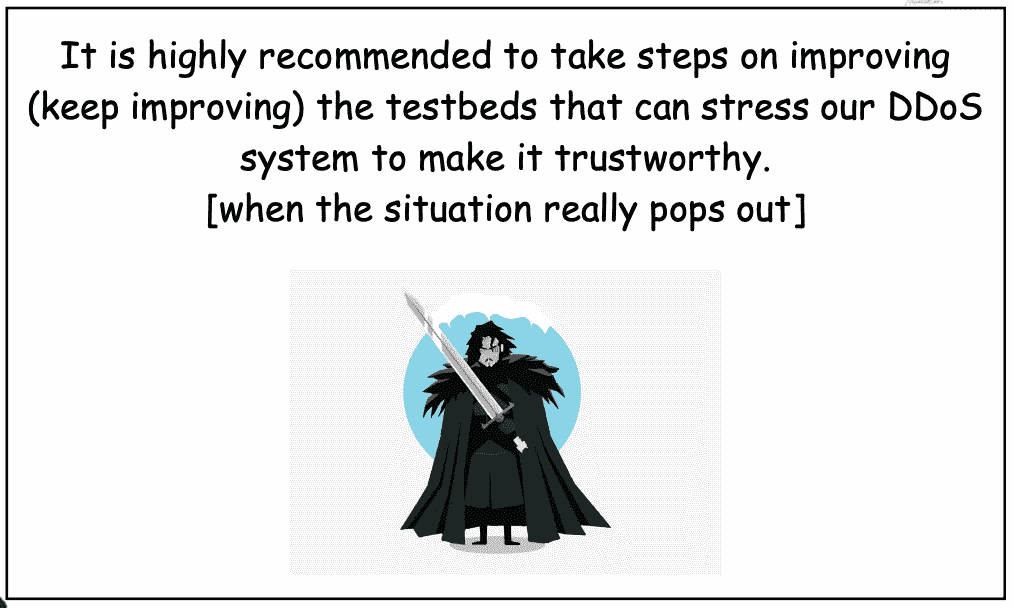 It is highly recommended to take steps on improving
(keep improving) the testbeds that can stress our DDoS
system to make it trustworthy.
[when the situation really pops out]